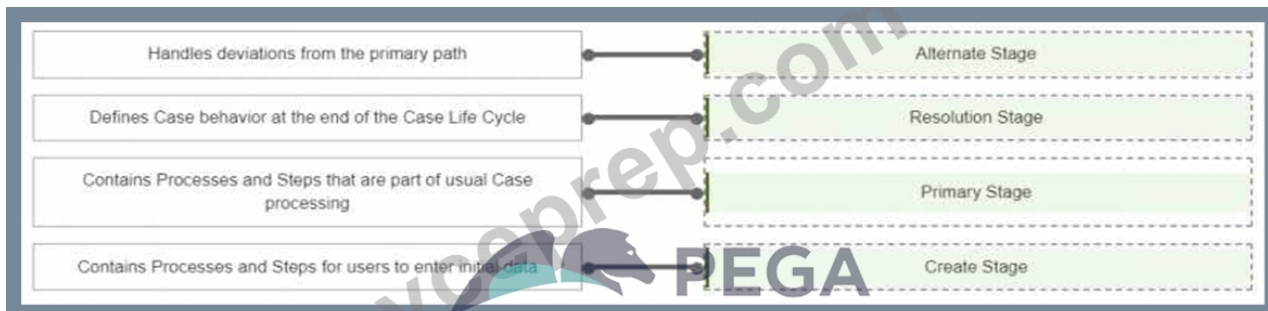 Handles deviations from the primary path
Alternate Stage
Defines Case behavior at the end of the Case Life Cycle
Resolution Stage
Contains Processes and Steps that are part of usual Case
processing
Primary Stage
Contains Processes and Steps for users to enter initial data
Create Stage
PEGA
vceprep.com